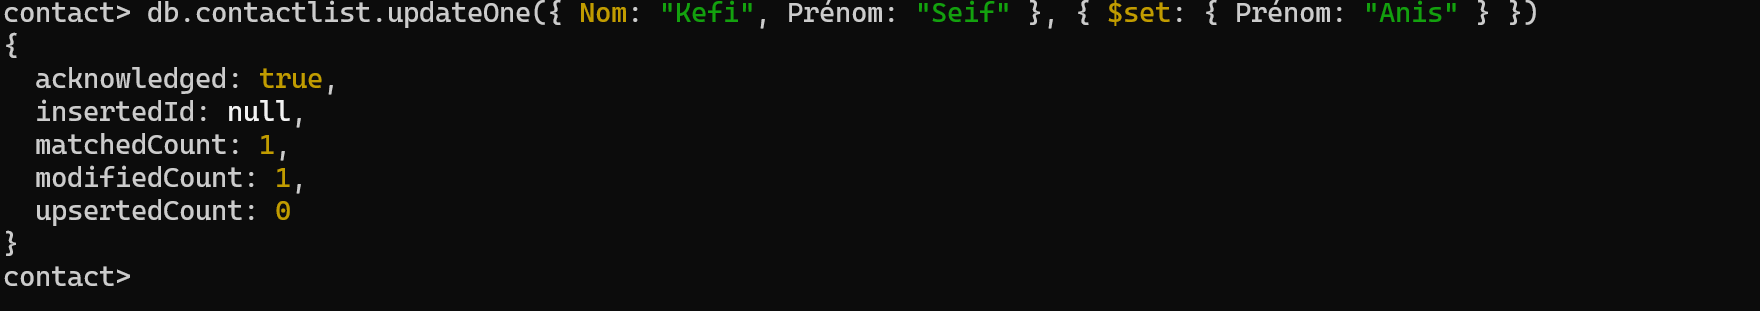 contact> db.contactlist.updateOne({ Nom: "Kefi", Prénom: "Seif" }, { $set: { Prénom: "Anis" } })
{
  acknowledged: true,
  insertedId: null,
  matchedCount: 1,
  modifiedCount: 1,
  upsertedCount: 0
}
contact>